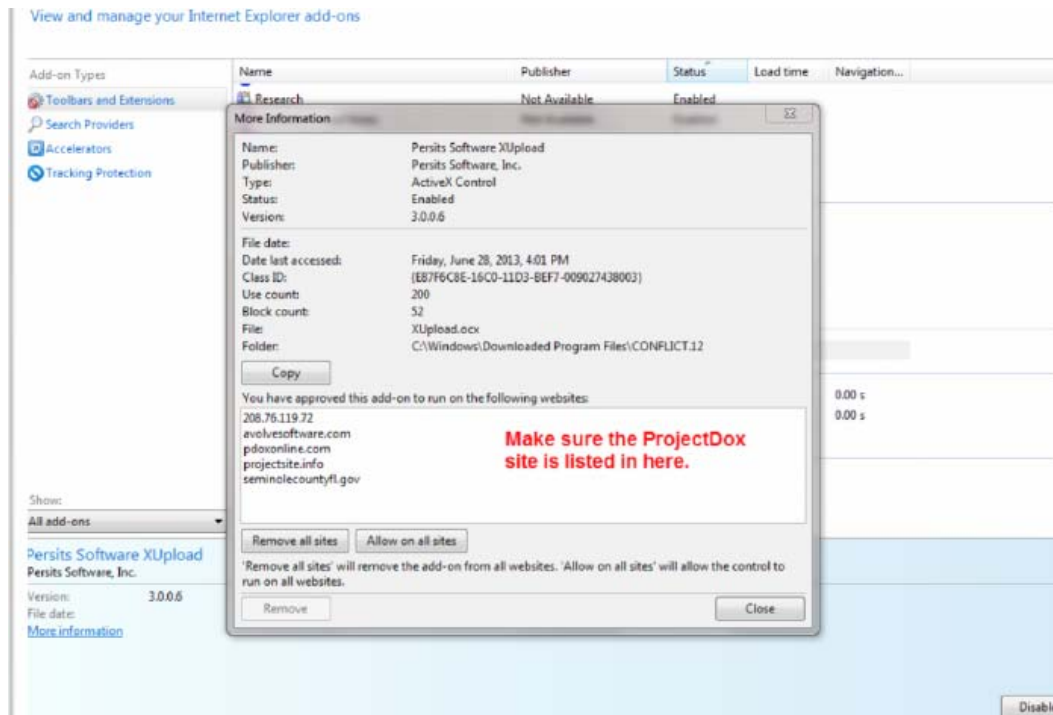 View and manage your Internet Explorer add-ons
Add-on Types
Name Publisher Status Load time Navigation...
Toolbars and Extensions
Research Not Available Enabled
Search Providers
Accelerators
Tracking Protection
More Information
Name: Persits Software XUpload
Publisher: Persits Software, Inc.
Type: ActiveX Control
Status: Enabled
Version: 3.0.0.6
File date:
Date last accessed: Friday, June 28, 2013, 4:01 PM
Class ID: {E87F6C8E-16C0-11D3-BEF7-009027438003}
Use count: 200
Block count: 52
File: XUpload.ocx
Folder: C:\Windows\Downloaded Program Files\CONFLICT.12
Copy
You have approved this add-on to run on the following websites:
208.76.119.72
avolvesoftware.com
pdoxonline.com
projectsite.info
seminolecountyfl.gov
Make sure the ProjectDox
site is listed in here.
0.00 s
0.00 s
Remove all sites Allow on all sites
'Remove all sites' will remove the add-on from all websites. 'Allow on all sites' will allow the control to
run on all websites.
Remove Close
Show:
All add-ons
Persits Software XUpload
Persits Software, Inc.
Version: 3.0.0.6
File date:
More information
Disable